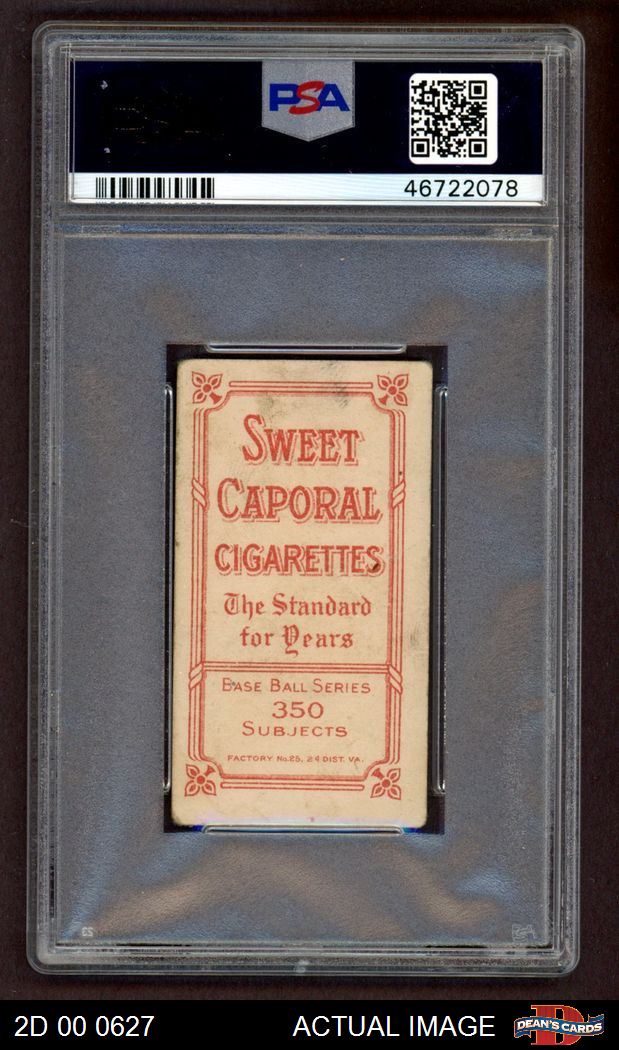 PSA
46722078
SWEET
CAPORAL
CIGARETTES
The Standard
for Years
BASE BALL SERIES
350
SUBJECTS
FACTORY No. 25, 2d DIST. VA.
2D 00 0627
ACTUAL IMAGE
DEAN'S CARDS